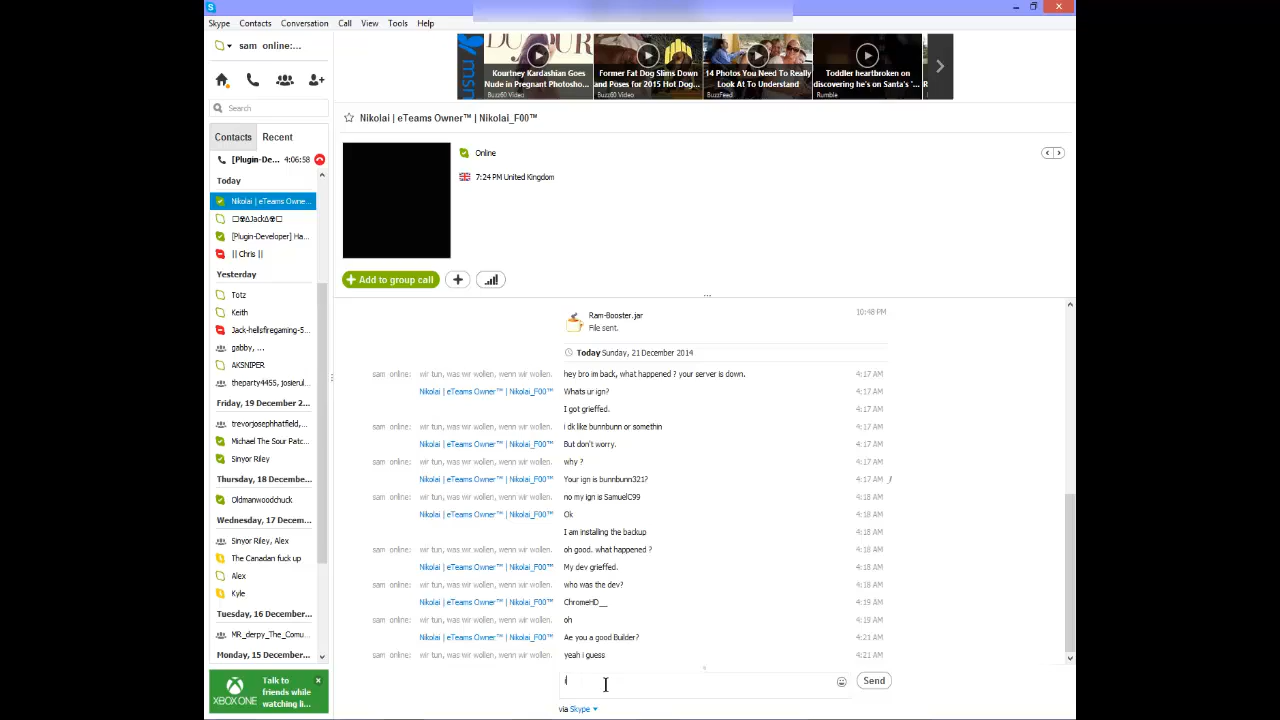 Skype Contacts Conversation Call View Tools Help
sam online:...
Search
Contacts Recent
[Plugin-De... 4:06:58
Today
Nikolai | eTeams Owne...
[Plugin-Developer] Ha...
|| Chris ||
Yesterday
Totz
Keith
Jack-hellsfiregaming-5...
gabby, ...
AKSNIPER
theparty4455, josierul...
Friday, 19 December 2...
trevorjosephhatfield,...
Michael The Sour Patc...
Sinyor Riley
Thursday, 18 December...
Oldmanwoodchuck
Wednesday, 17 Decem...
Sinyor Riley, Alex
The Canadian fuck up
Alex
Kyle
Tuesday, 16 December...
MR_derpy_The_Comu...
Monday, 15 December...
Talk to
friends while
watching li...
XBOX ONE
msn
DU JOUR
Kourtney Kardashian Goes
Nude in Pregnant Photosho...
Buzz60 Video
Former Fat Dog Slims Down
and Poses for 2015 Hot Dog...
Buzz60 Video
14 Photos You Need To Really
Look At To Understand
BuzzFeed
Toddler heartbroken on
discovering he's on Santa's '...
Rumble
Nikolai | eTeams Owner™ | Nikolai_F00™
Online
7:24 PM United Kingdom
Add to group call
Ram-Booster.jar 10:48 PM
File sent.
Today Sunday, 21 December 2014
sam online: wir tun, was wir wollen, wenn wir wollen. hey bro im back, what happened ? your server is down. 4:17 AM
Nikolai | eTeams Owner™ | Nikolai_F00™ Whats ur ign? 4:17 AM
I got grieffed. 4:17 AM
sam online: wir tun, was wir wollen, wenn wir wollen. i dk like bunnbunn or somethin 4:17 AM
Nikolai | eTeams Owner™ | Nikolai_F00™ But don't worry. 4:17 AM
sam online: wir tun, was wir wollen, wenn wir wollen. why ? 4:17 AM
Nikolai | eTeams Owner™ | Nikolai_F00™ Your ign is bunnbunn321? 4:17 AM
sam online: wir tun, was wir wollen, wenn wir wollen. no my ign is SamuelC99 4:18 AM
Nikolai | eTeams Owner™ | Nikolai_F00™ Ok 4:18 AM
I am installing the backup 4:18 AM
sam online: wir tun, was wir wollen, wenn wir wollen. oh good. what happened ? 4:18 AM
Nikolai | eTeams Owner™ | Nikolai_F00™ My dev grieffed. 4:18 AM
sam online: wir tun, was wir wollen, wenn wir wollen. who was the dev? 4:18 AM
Nikolai | eTeams Owner™ | Nikolai_F00™ ChromeHD__ 4:19 AM
sam online: wir tun, was wir wollen, wenn wir wollen. oh 4:19 AM
Nikolai | eTeams Owner™ | Nikolai_F00™ Ae you a good Builder? 4:21 AM
sam online: wir tun, was wir wollen, wenn wir wollen. yeah i guess 4:21 AM
Send
via Skype